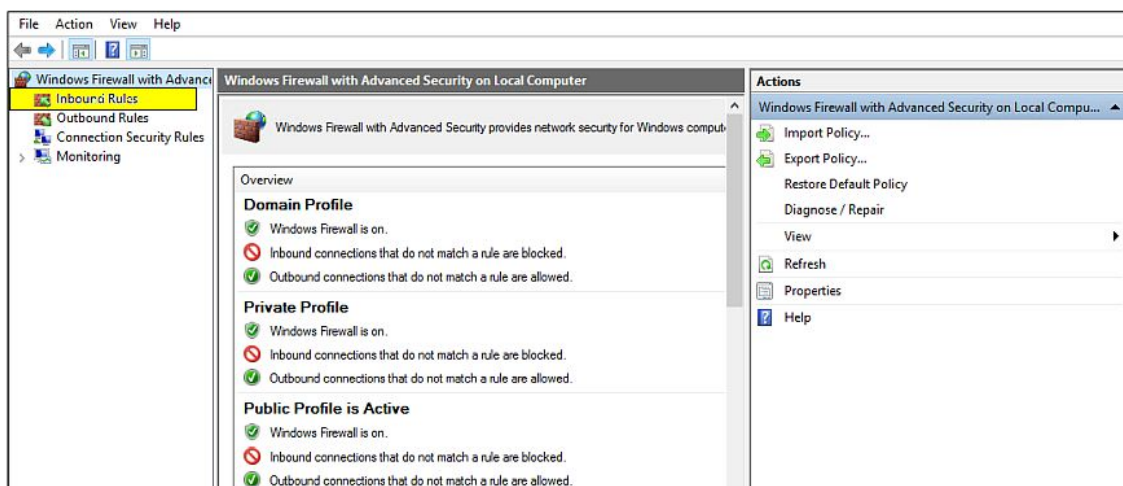 File Action View Help
Windows Firewall with Advance
Inbound Rules
Outbound Rules
Connection Security Rules
Monitoring
Windows Firewall with Advanced Security on Local Computer
Windows Firewall with Advanced Security provides network security for Windows compute
Overview
Domain Profile
Windows Firewall is on.
Inbound connections that do not match a rule are blocked.
Outbound connections that do not match a rule are allowed.
Private Profile
Windows Firewall is on.
Inbound connections that do not match a rule are blocked.
Outbound connections that do not match a rule are allowed.
Public Profile is Active
Windows Firewall is on.
Inbound connections that do not match a rule are blocked.
Outbound connections that do not match a rule are allowed.
Actions
Windows Firewall with Advanced Security on Local Compu...
Import Policy...
Export Policy...
Restore Default Policy
Diagnose / Repair
View
Refresh
Properties
Help